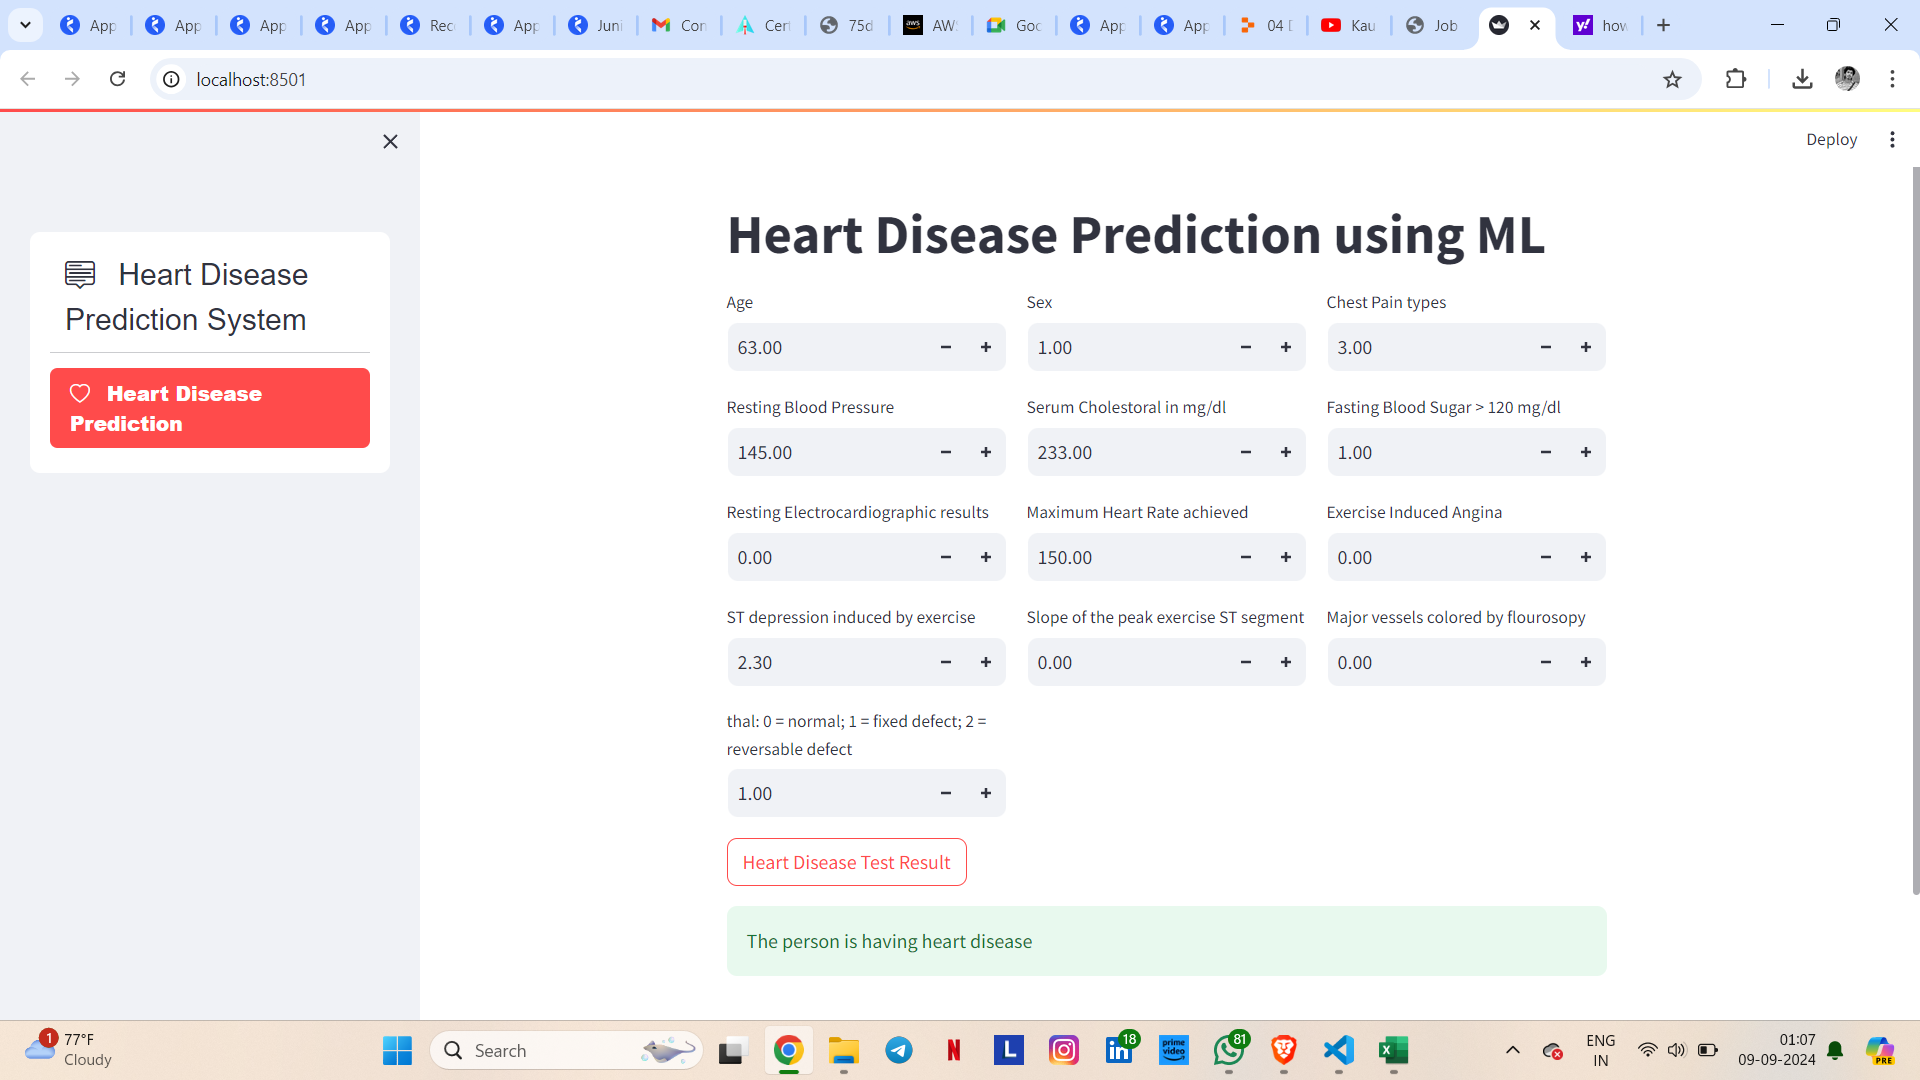 App
App
App
App
Rec
App
Juni
Con
Cert
75d
aws
AW
Goo
App
App
04
Kau
Job
y!
how
localhost:8501
Deploy
Heart Disease
Prediction System
Heart Disease
Prediction
Heart Disease Prediction using ML
Age
Sex
Chest Pain types
63.00
1.00
3.00
Resting Blood Pressure
Serum Cholestoral in mg/dl
Fasting Blood Sugar > 120 mg/dl
145.00
233.00
1.00
Resting Electrocardiographic results
Maximum Heart Rate achieved
Exercise Induced Angina
0.00
150.00
0.00
ST depression induced by exercise
Slope of the peak exercise ST segment
Major vessels colored by flourosopy
2.30
0.00
0.00
thal: 0 = normal; 1 = fixed defect; 2 =
reversable defect
1.00
Heart Disease Test Result
The person is having heart disease
1
77°F
Cloudy
Search
N
L
18
prime
video
81
X
ENG
IN
01:07
09-09-2024
PRE